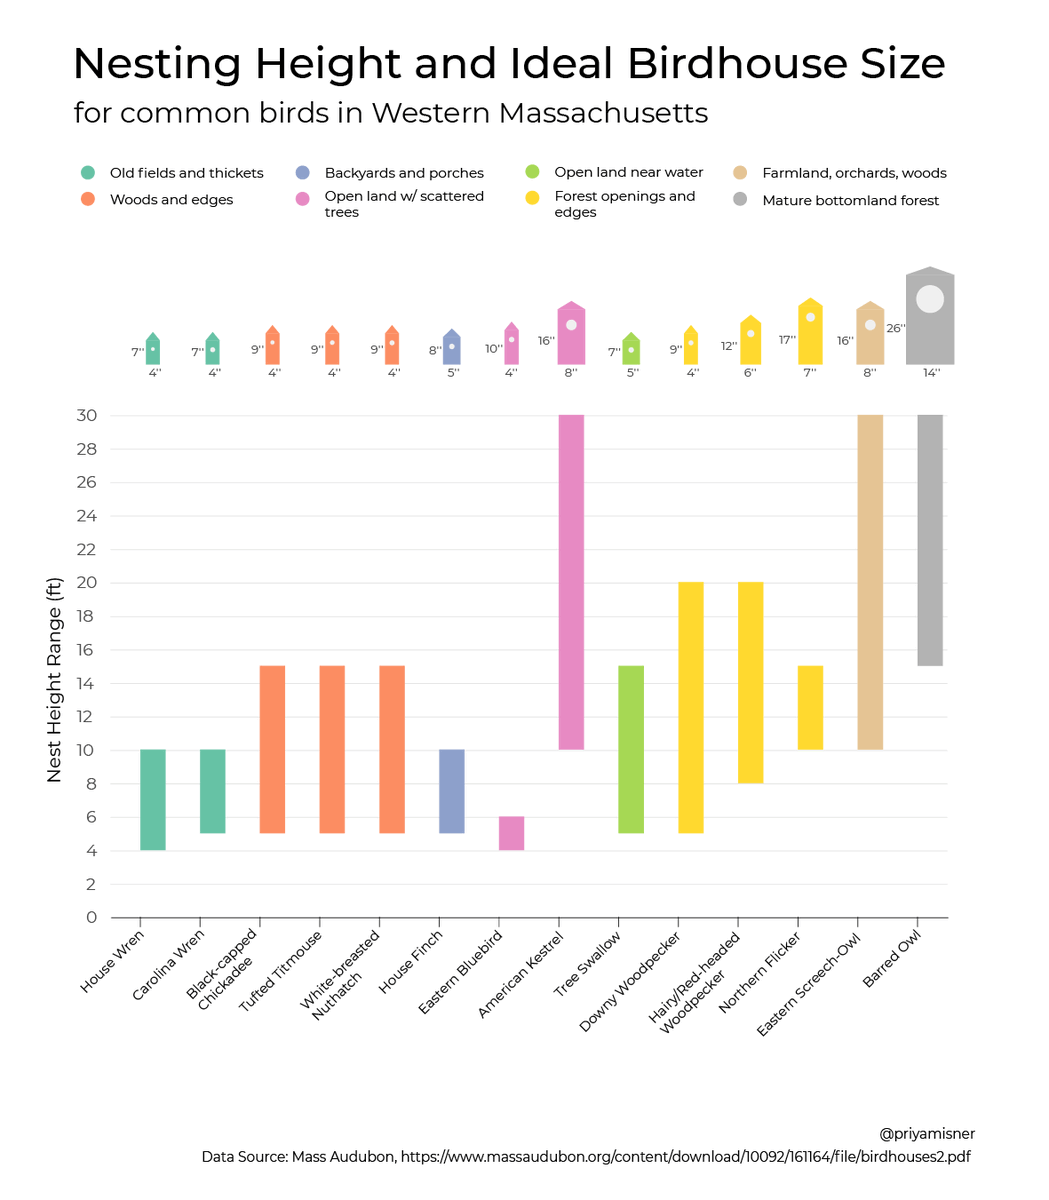 Nesting Height and Ideal Birdhouse Size
for common birds in Western Massachusetts
Old fields and thickets
Backyards and porches
Open land near water
Farmland, orchards, woods
Woods and edges
Open land w/ scattered
trees
Forest openings and
edges
Mature bottomland forest
7'' 7'' 9'' 9'' 9'' 8'' 10'' 16'' 7'' 9'' 12'' 17'' 16'' 26''
4'' 4'' 4'' 4'' 4'' 5'' 4'' 8'' 5'' 4'' 6'' 7'' 8'' 14''
Nest Height Range (ft)
30
28
26
24
22
20
18
16
14
12
10
8
6
4
2
0
House Wren
Carolina Wren
Black-capped
Chickadee
Tufted Titmouse
White-breasted
Nuthatch
House Finch
Eastern Bluebird
American Kestrel
Tree Swallow
Downy Woodpecker
Hairy/Red-headed
Woodpecker
Northern Flicker
Eastern Screech-Owl
Barred Owl
@priyamisner
Data Source: Mass Audubon, https://www.massaudubon.org/content/download/10092/161164/file/birdhouses2.pdf